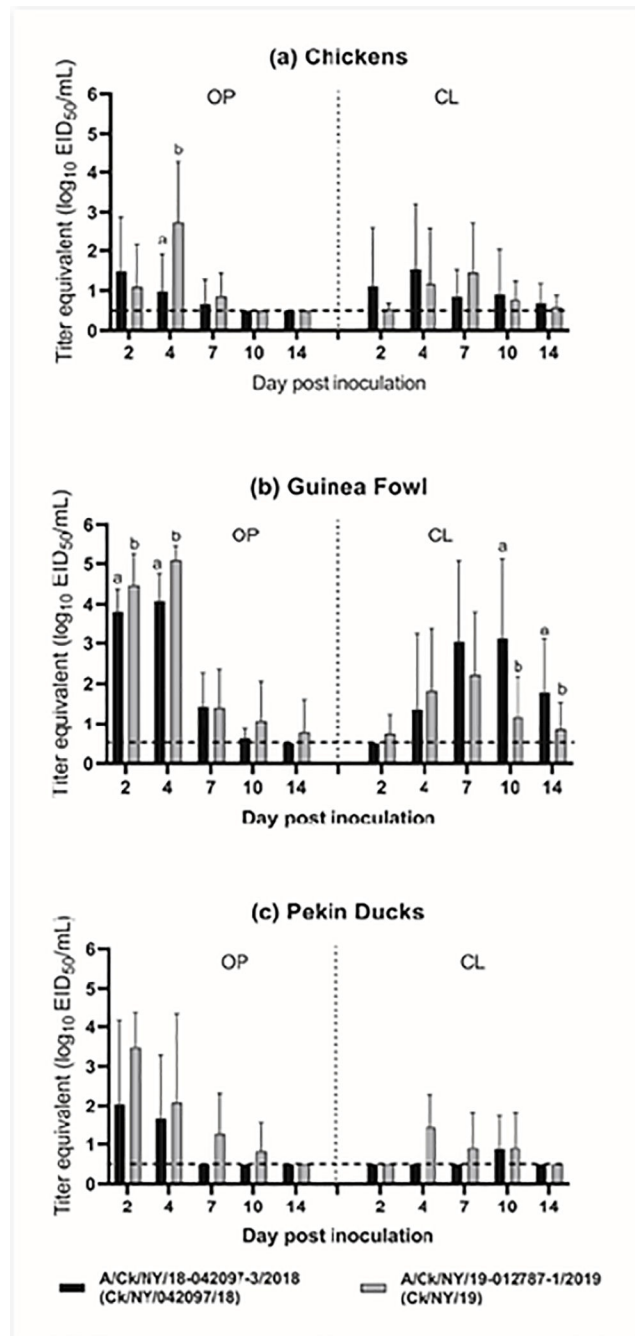 (a) Chickens
OP CL
Titer equivalent (log10 EID50/mL)
6
5
4
3
2
1
0
b
a
2 4 7 10 14 2 4 7 10 14
Day post inoculation
(b) Guinea Fowl
OP CL
Titer equivalent (log10 EID50/mL)
6
5
4
3
2
1
0
a b a b a b a b
2 4 7 10 14 2 4 7 10 14
Day post inoculation
(c) Pekin Ducks
OP CL
Titer equivalent (log10 EID50/mL)
6
5
4
3
2
1
0
2 4 7 10 14 2 4 7 10 14
Day post inoculation
A/Ck/NY/18-042097-3/2018 A/Ck/NY/19-012787-1/2019
(Ck/NY/042097/18) (Ck/NY/19)